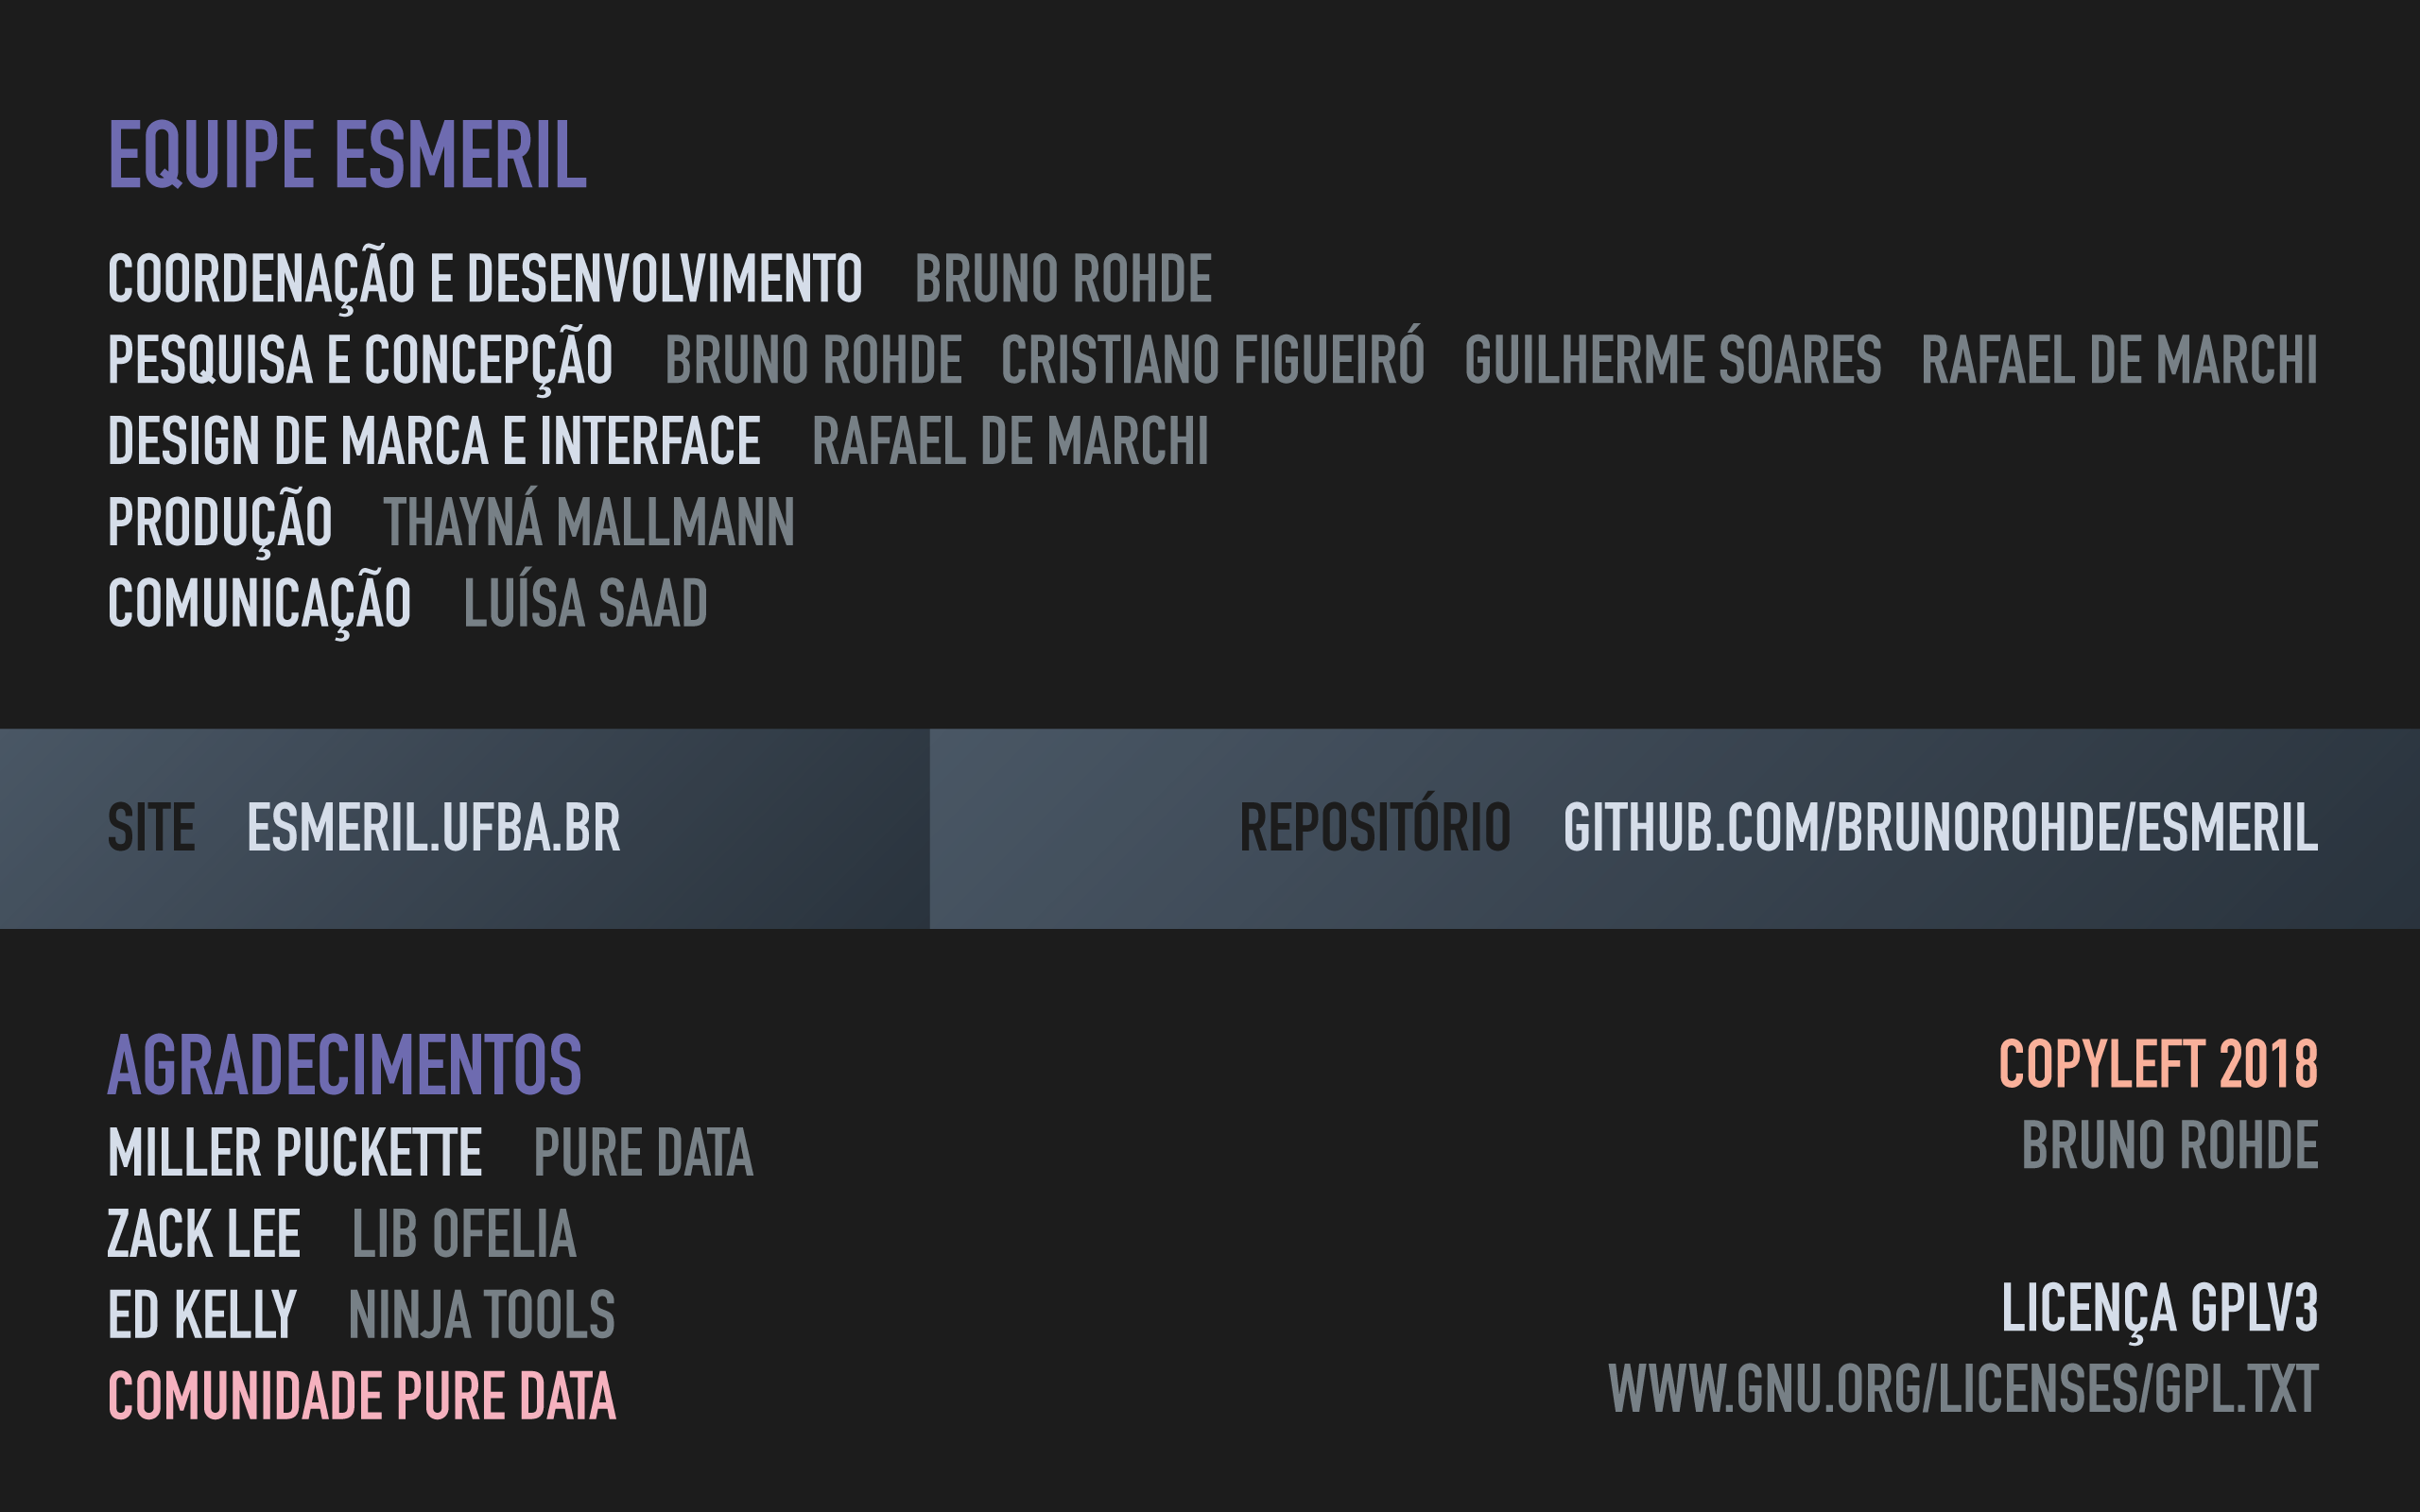 EQUIPE ESMERIL
COORDENAÇÃO E DESENVOLVIMENTO BRUNO ROHDE
PESQUISA E CONCEPÇÃO BRUNO ROHDE CRISTIANO FIGUEIRÓ GUILHERME SOARES RAFAEL DE MARCHI
DESIGN DE MARCA E INTERFACE RAFAEL DE MARCHI
PRODUÇÃO THAYNÁ MALLMANN
COMUNICAÇÃO LUÍSA SAAD
SITE ESMERIL.UFBA.BR
REPOSITÓRIO GITHUB.COM/BRUNOROHDE/ESMERIL
AGRADECIMENTOS
MILLER PUCKETTE PURE DATA
ZACK LEE LIB OFELIA
ED KELLY NINJA TOOLS
COMUNIDADE PURE DATA
COPYLEFT 2018
BRUNO ROHDE
LICENÇA GPLV3
WWW.GNU.ORG/LICENSES/GPL.TXT